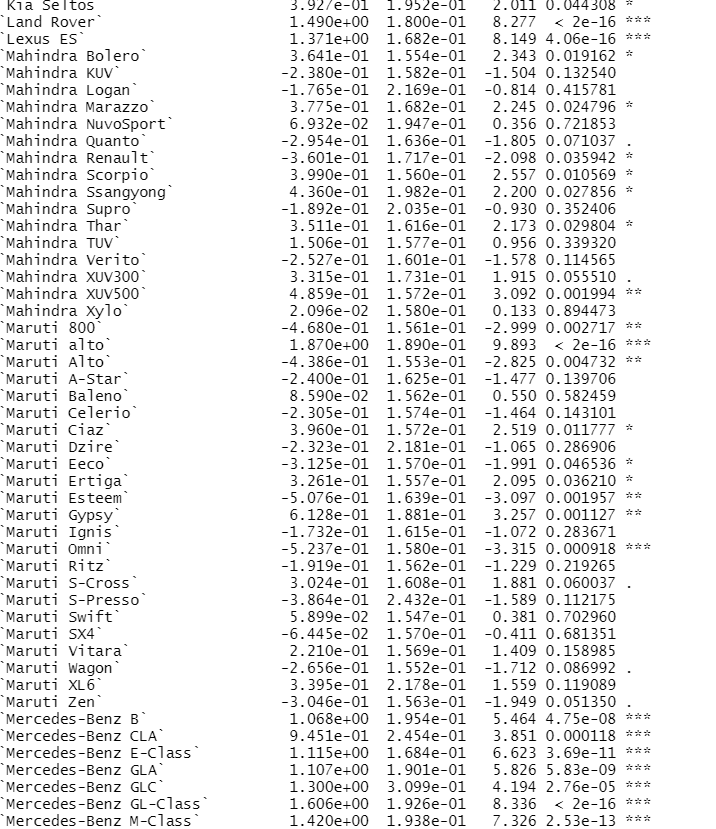 `Kia Seltos` 3.927e-01 1.952e-01 2.011 0.044308 *
`Land Rover` 1.490e+00 1.800e-01 8.277 < 2e-16 ***
`Lexus ES` 1.371e+00 1.682e-01 8.149 4.06e-16 ***
`Mahindra Bolero` 3.641e-01 1.554e-01 2.343 0.019162 *
`Mahindra KUV` -2.380e-01 1.582e-01 -1.504 0.132540
`Mahindra Logan` -1.765e-01 2.169e-01 -0.814 0.415781
`Mahindra Marazzo` 3.775e-01 1.682e-01 2.245 0.024796 *
`Mahindra NuvoSport` 6.932e-02 1.947e-01 0.356 0.721853
`Mahindra Quanto` -2.954e-01 1.636e-01 -1.805 0.071037 .
`Mahindra Renault` -3.601e-01 1.717e-01 -2.098 0.035942 *
`Mahindra Scorpio` 3.990e-01 1.560e-01 2.557 0.010569 *
`Mahindra Ssangyong` 4.360e-01 1.982e-01 2.200 0.027856 *
`Mahindra Supro` -1.892e-01 2.035e-01 -0.930 0.352406
`Mahindra Thar` 3.511e-01 1.616e-01 2.173 0.029804 *
`Mahindra TUV` 1.506e-01 1.577e-01 0.956 0.339320
`Mahindra Verito` -2.527e-01 1.601e-01 -1.578 0.114565
`Mahindra XUV300` 3.315e-01 1.731e-01 1.915 0.055510 .
`Mahindra XUV500` 4.859e-01 1.572e-01 3.092 0.001994 **
`Mahindra Xylo` 2.096e-02 1.580e-01 0.133 0.894473
`Maruti 800` -4.680e-01 1.561e-01 -2.999 0.002717 **
`Maruti alto` 1.870e+00 1.890e-01 9.893 < 2e-16 ***
`Maruti Alto` -4.386e-01 1.553e-01 -2.825 0.004732 **
`Maruti A-Star` -2.400e-01 1.625e-01 -1.477 0.139706
`Maruti Baleno` 8.590e-02 1.562e-01 0.550 0.582459
`Maruti Celerio` -2.305e-01 1.574e-01 -1.464 0.143101
`Maruti Ciaz` 3.960e-01 1.572e-01 2.519 0.011777 *
`Maruti Dzire` -2.323e-01 2.181e-01 -1.065 0.286906
`Maruti Eeco` -3.125e-01 1.570e-01 -1.991 0.046536 *
`Maruti Ertiga` 3.261e-01 1.557e-01 2.095 0.036210 *
`Maruti Esteem` -5.076e-01 1.639e-01 -3.097 0.001957 **
`Maruti Gypsy` 6.128e-01 1.881e-01 3.257 0.001127 **
`Maruti Ignis` -1.732e-01 1.615e-01 -1.072 0.283671
`Maruti Omni` -5.237e-01 1.580e-01 -3.315 0.000918 ***
`Maruti Ritz` -1.919e-01 1.562e-01 -1.229 0.219265
`Maruti S-Cross` 3.024e-01 1.608e-01 1.881 0.060037 .
`Maruti S-Presso` -3.864e-01 2.432e-01 -1.589 0.112175
`Maruti Swift` 5.899e-02 1.547e-01 0.381 0.702960
`Maruti SX4` -6.445e-02 1.570e-01 -0.411 0.681351
`Maruti Vitara` 2.210e-01 1.569e-01 1.409 0.158985
`Maruti Wagon` -2.656e-01 1.552e-01 -1.712 0.086992 .
`Maruti XL6` 3.395e-01 2.178e-01 1.559 0.119089
`Maruti Zen` -3.046e-01 1.563e-01 -1.949 0.051350 .
`Mercedes-Benz B` 1.068e+00 1.954e-01 5.464 4.75e-08 ***
`Mercedes-Benz CLA` 9.451e-01 2.454e-01 3.851 0.000118 ***
`Mercedes-Benz E-Class` 1.115e+00 1.684e-01 6.623 3.69e-11 ***
`Mercedes-Benz GLA` 1.107e+00 1.901e-01 5.826 5.83e-09 ***
`Mercedes-Benz GLC` 1.300e+00 3.099e-01 4.194 2.76e-05 ***
`Mercedes-Benz GL-Class` 1.606e+00 1.926e-01 8.336 < 2e-16 ***
`Mercedes-Benz M-Class` 1.420e+00 1.938e-01 7.326 2.53e-13 ***